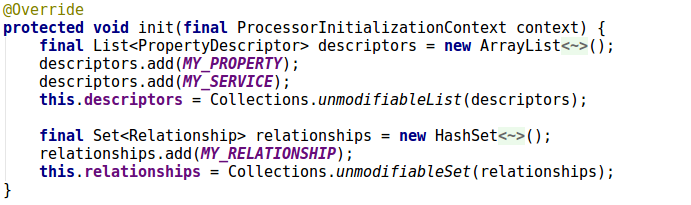 @Override
protected void init(final ProcessorInitializationContext context) {
    final List<PropertyDescriptor> descriptors = new ArrayList<~>();
    descriptors.add(MY_PROPERTY);
    descriptors.add(MY_SERVICE);
    this.descriptors = Collections.unmodifiableList(descriptors);

    final Set<Relationship> relationships = new HashSet<~>();
    relationships.add(MY_RELATIONSHIP);
    this.relationships = Collections.unmodifiableSet(relationships);
}